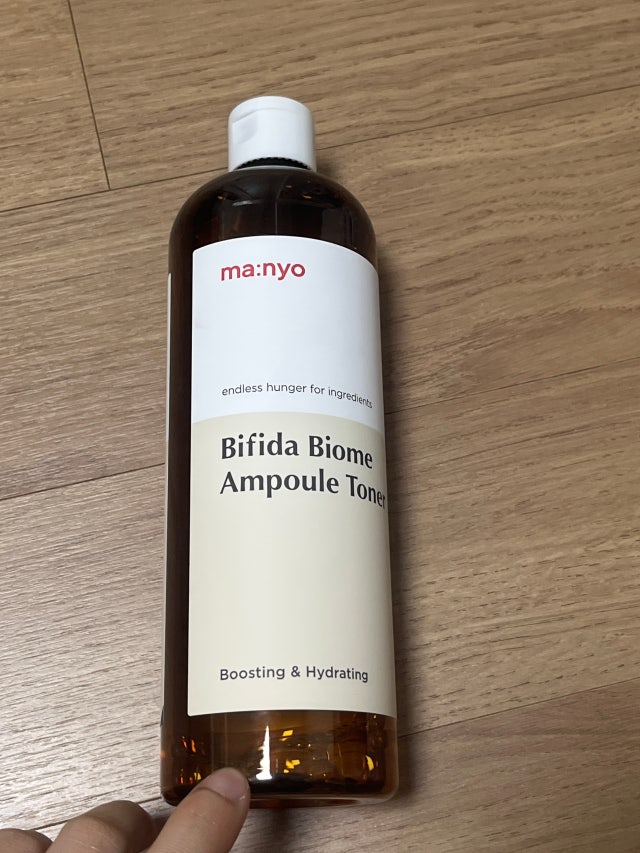 ma:nyo
endless hunger for ingredients
Bifida Biome
Ampoule Toner
Boosting & Hydrating